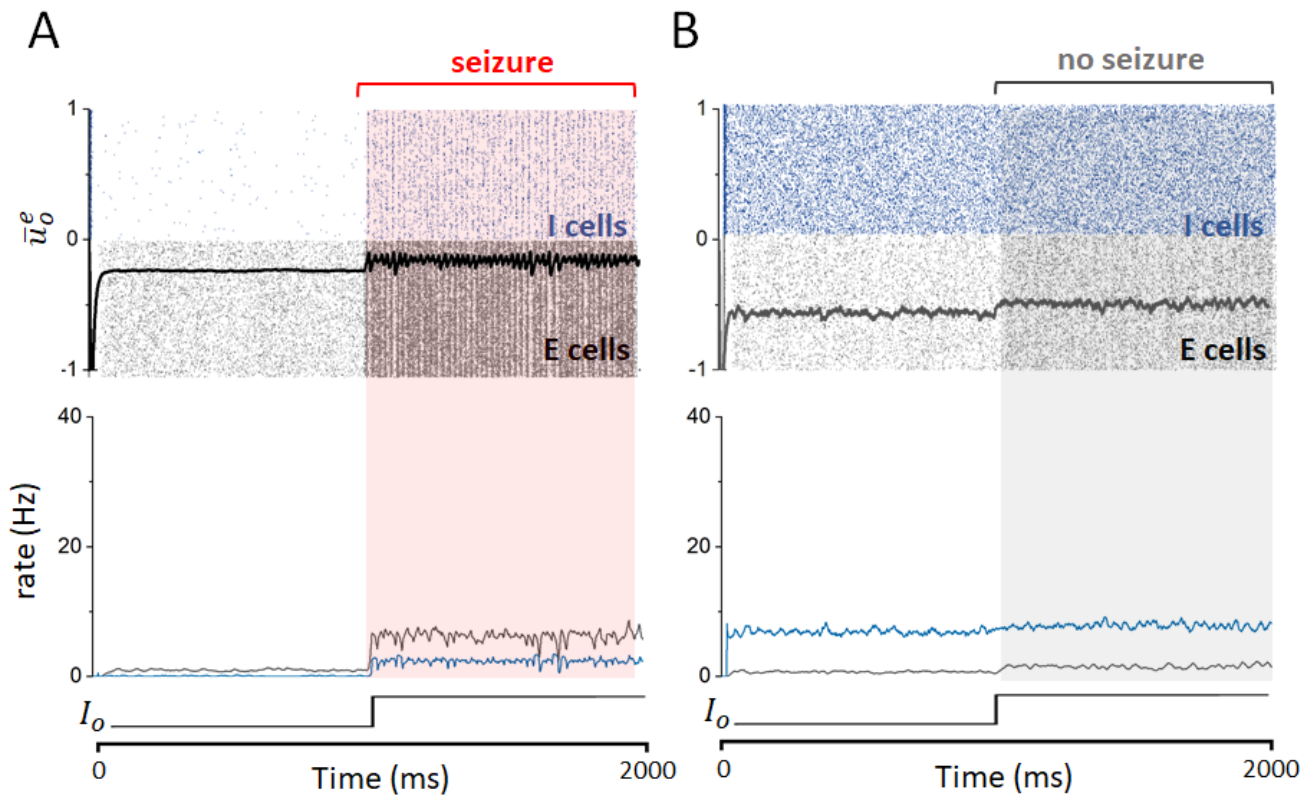 A
seizure
1
0
-1
ū_o^e
I cells
E cells
40
20
0
rate (Hz)
I_o
0
2000
Time (ms)
B
no seizure
1
0
-1
I cells
E cells
40
20
0
I_o
0
2000
Time (ms)